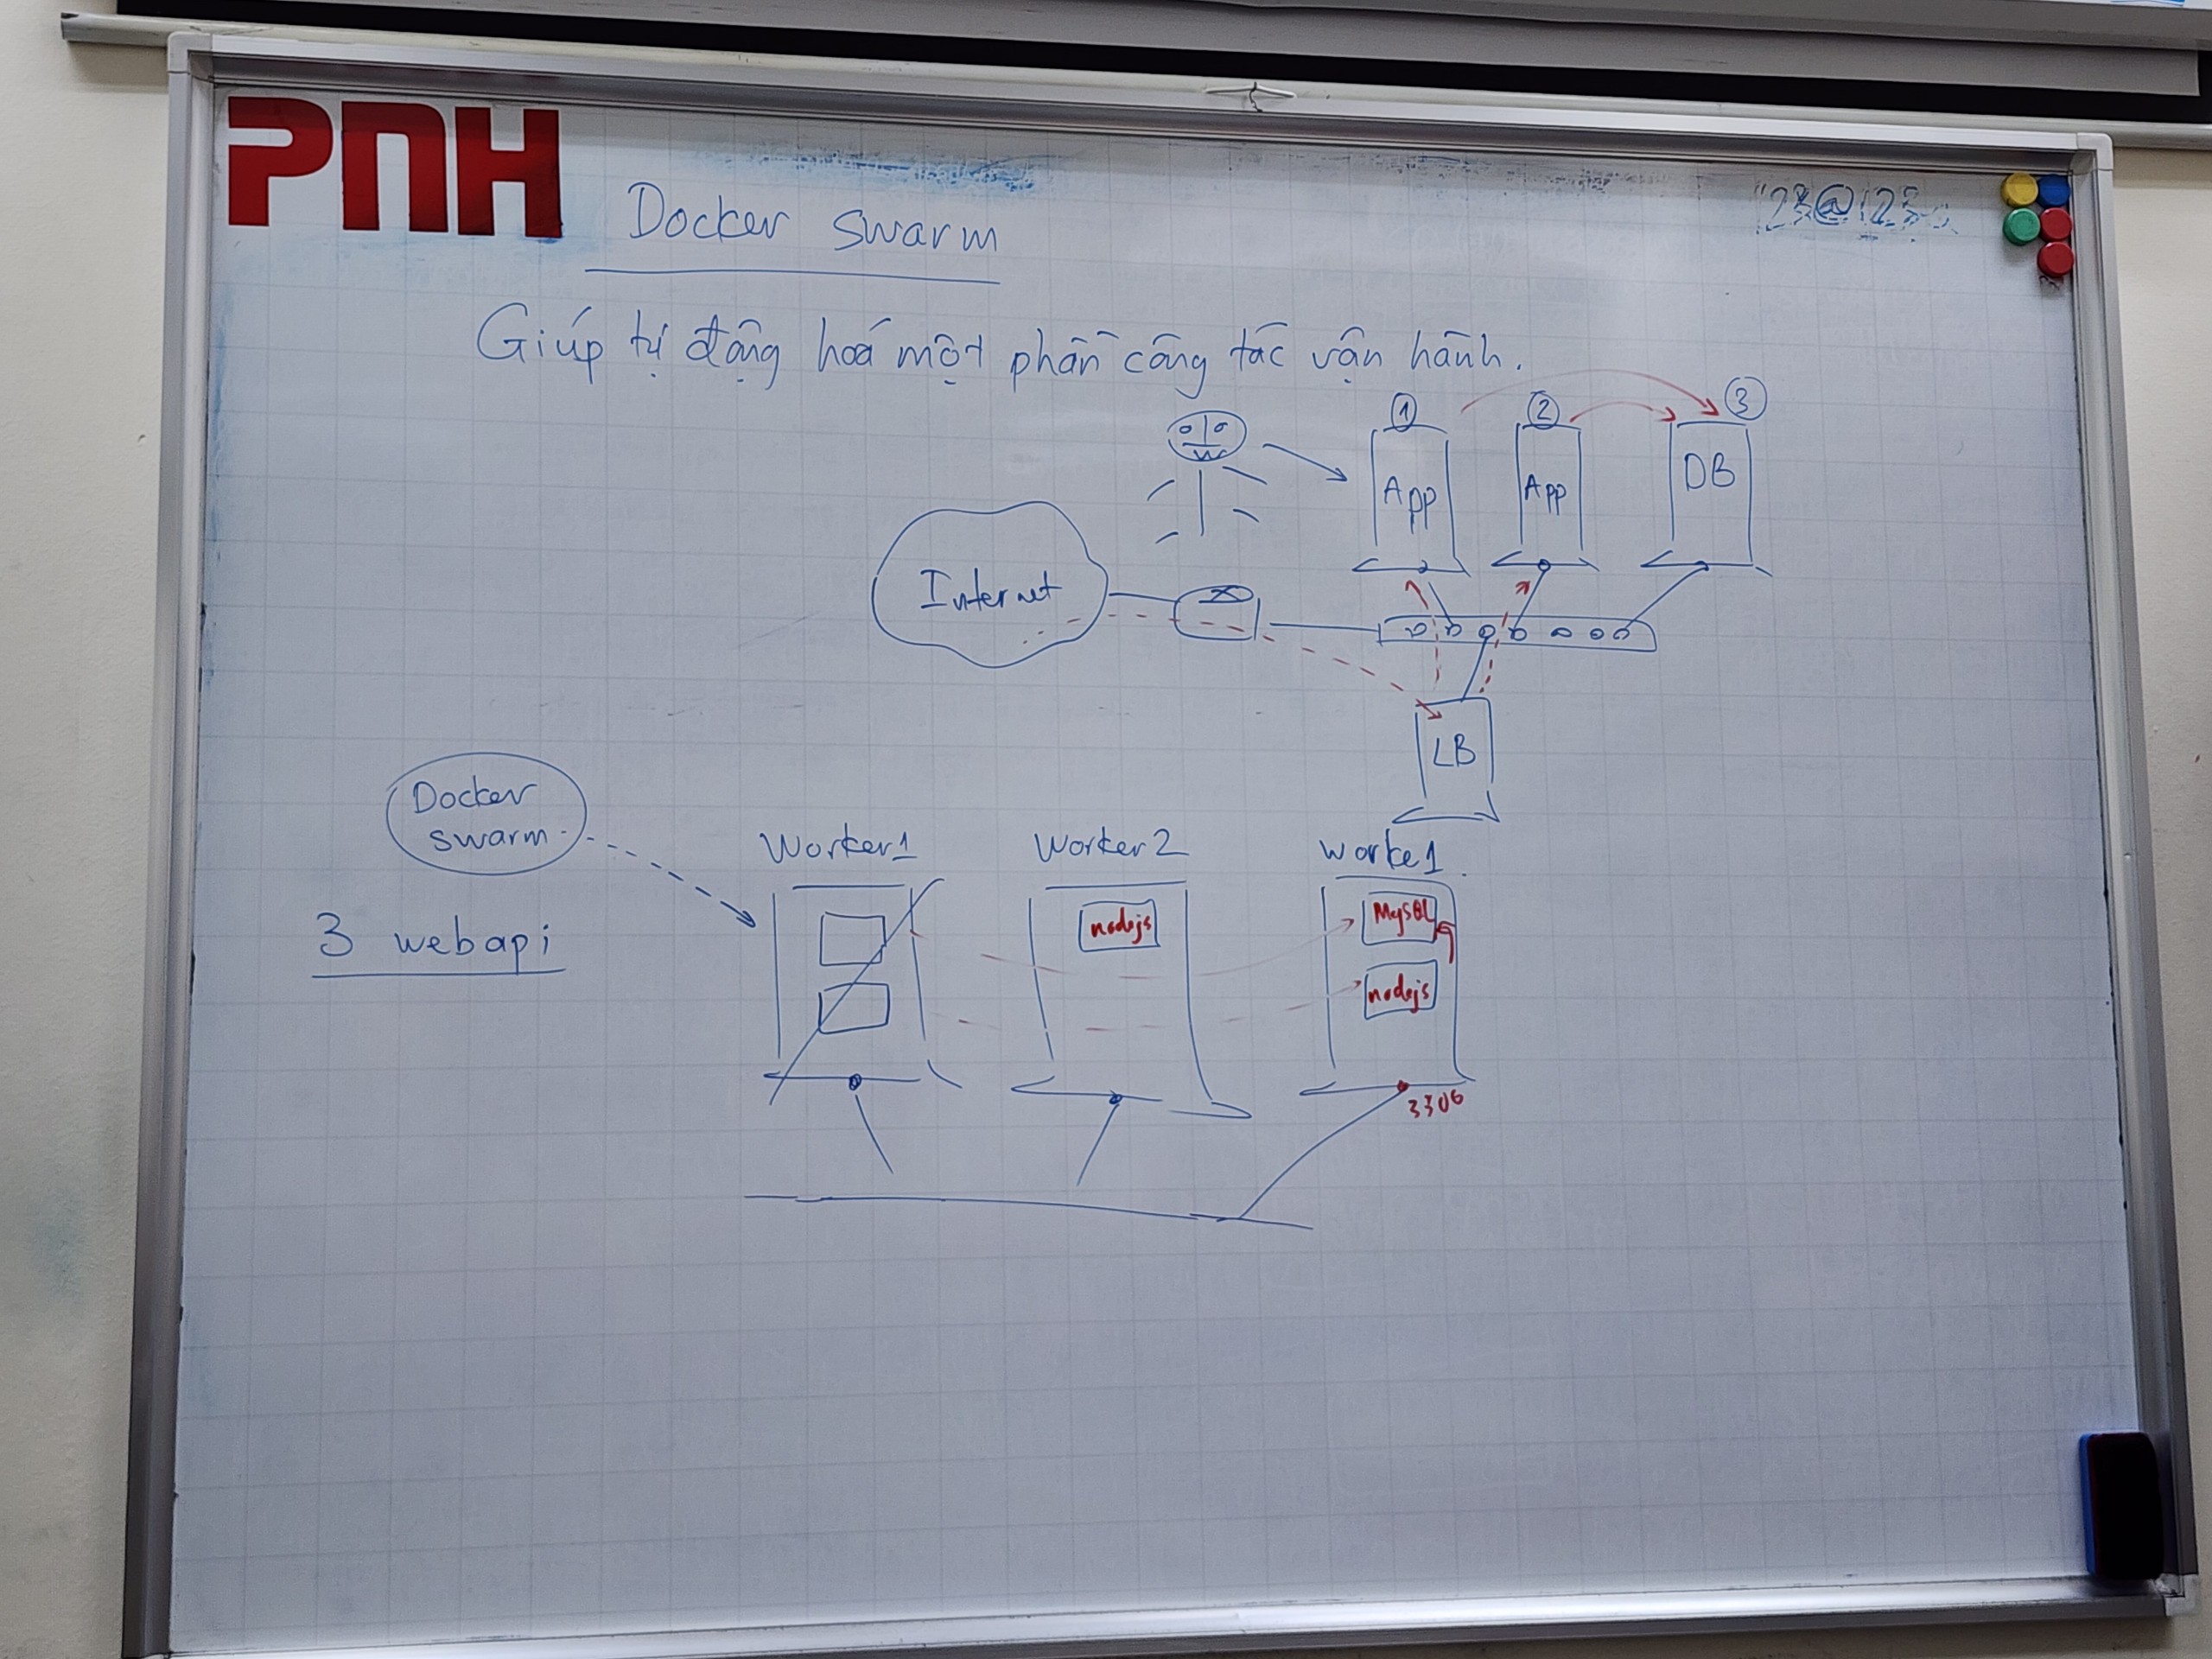 PNH
Docker swarm
Giúp tự động hoá một phần công tác vận hành.
1
2
3
App
App
DB
Internet
LB
Docker
swarm
3 webapi
Worker1
Worker2
worke1
nodejs
MySQL
nodejs
3306